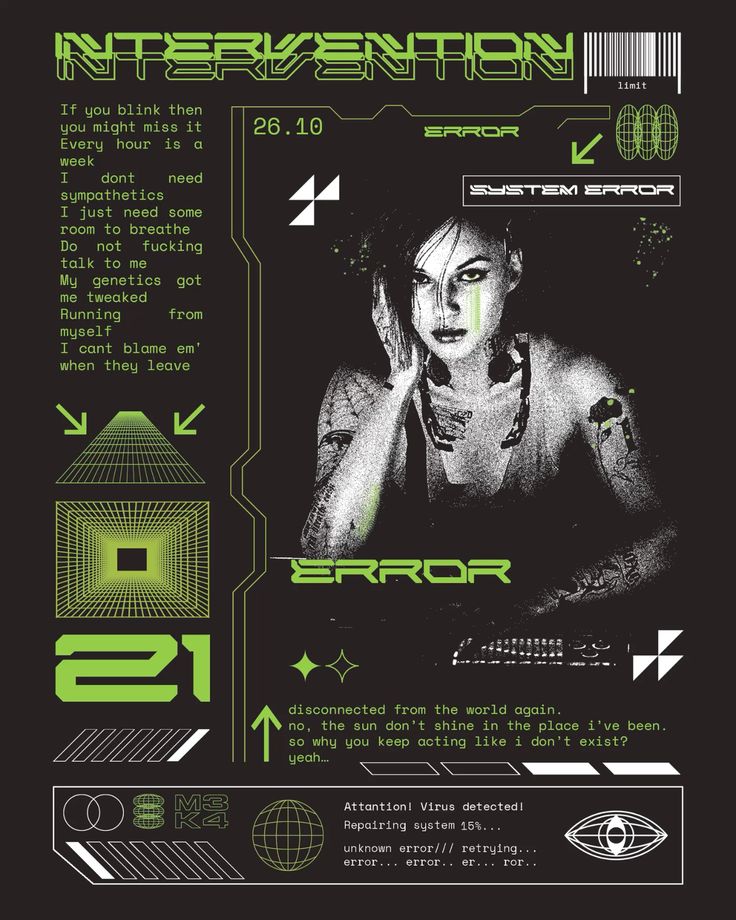 INTERVENTION
INTERVENTION
limit
If you blink then
you might miss it
Every hour is a
week
I dont need
sympathetics
I just need some
room to breathe
Do not fucking
talk to me
My genetics got
me tweaked
Running from
myself
I cant blame em'
when they leave
26.10
ERROR
SYSTEM ERROR
ERROR
21
disconnected from the world again.
no, the sun don't shine in the place i've been.
so why you keep acting like i don't exist?
yeah…
M3
K4
Attantion! Virus detected!
Repairing system 15%...
unknown error/// retrying...
error... error.. er... ror..